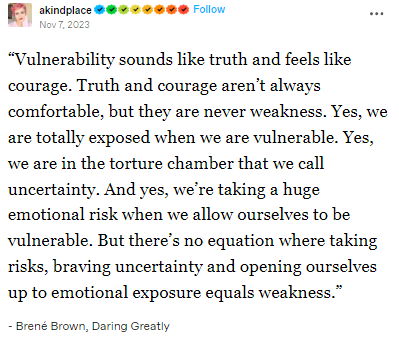 akindplace Follow
Nov 7, 2023
“Vulnerability sounds like truth and feels like
courage. Truth and courage aren’t always
comfortable, but they are never weakness. Yes, we
are totally exposed when we are vulnerable. Yes,
we are in the torture chamber that we call
uncertainty. And yes, we’re taking a huge
emotional risk when we allow ourselves to be
vulnerable. But there’s no equation where taking
risks, braving uncertainty and opening ourselves
up to emotional exposure equals weakness.”
- Brené Brown, Daring Greatly